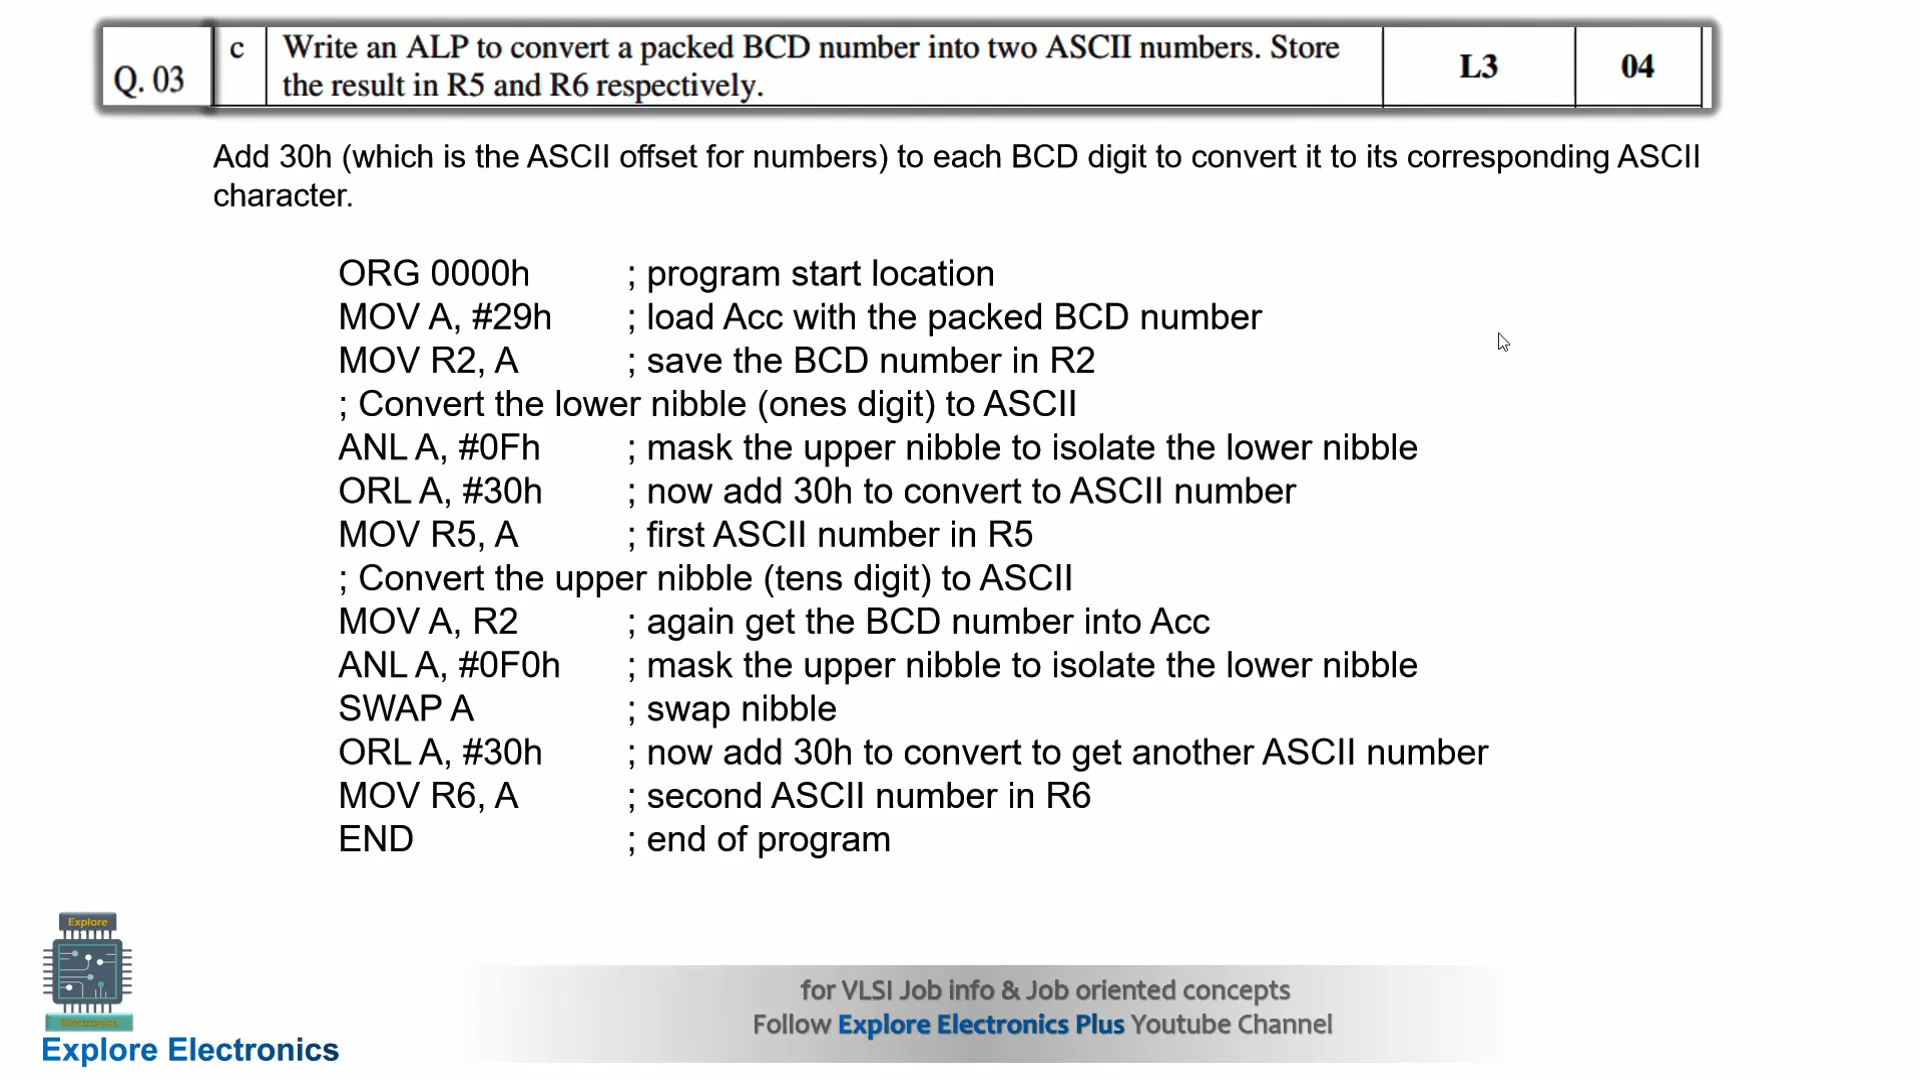 Q. 03 c Write an ALP to convert a packed BCD number into two ASCII numbers. Store L3 04
the result in R5 and R6 respectively.
Add 30h (which is the ASCII offset for numbers) to each BCD digit to convert it to its corresponding ASCII
character.
ORG 0000h ; program start location
MOV A, #29h ; load Acc with the packed BCD number
MOV R2, A ; save the BCD number in R2
; Convert the lower nibble (ones digit) to ASCII
ANL A, #0Fh ; mask the upper nibble to isolate the lower nibble
ORL A, #30h ; now add 30h to convert to ASCII number
MOV R5, A ; first ASCII number in R5
; Convert the upper nibble (tens digit) to ASCII
MOV A, R2 ; again get the BCD number into Acc
ANL A, #0F0h ; mask the upper nibble to isolate the lower nibble
SWAP A ; swap nibble
ORL A, #30h ; now add 30h to convert to get another ASCII number
MOV R6, A ; second ASCII number in R6
END ; end of program
Explore
Electronics
Explore Electronics
for VLSI Job info & Job oriented concepts
Follow Explore Electronics Plus Youtube Channel